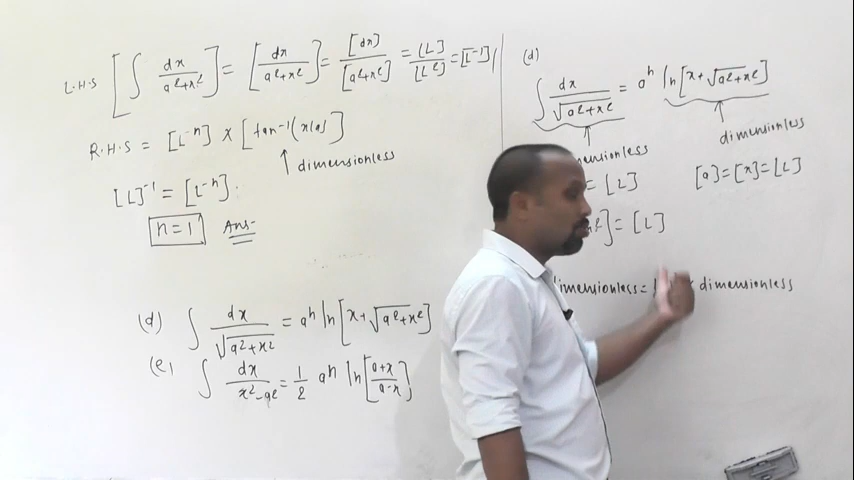 L.H.S [∫ dx/(a²+x²)] = [dx/(a²+x²)] = [dx]/[a²+x²] = [L]/[L²] = [L⁻¹]
R.H.S = [L⁻ⁿ] × [tan⁻¹(x/a)]
↑ dimensionless
[L]⁻¹ = [L⁻ⁿ].
n=1 Ans-
(d) ∫ dx/√(a²+x²) = aⁿ ln[x+√(a²+x²)]
(e) ∫ dx/(x²-a²) = 1/2 aⁿ ln[(a+x)/(a-x)]
(d)
∫ dx/√(a²+x²) = aⁿ ln[x+√(a²+x²)]
dimensionless
[a]=[x]=[L]
= [L]
] = [L]
dimensionless